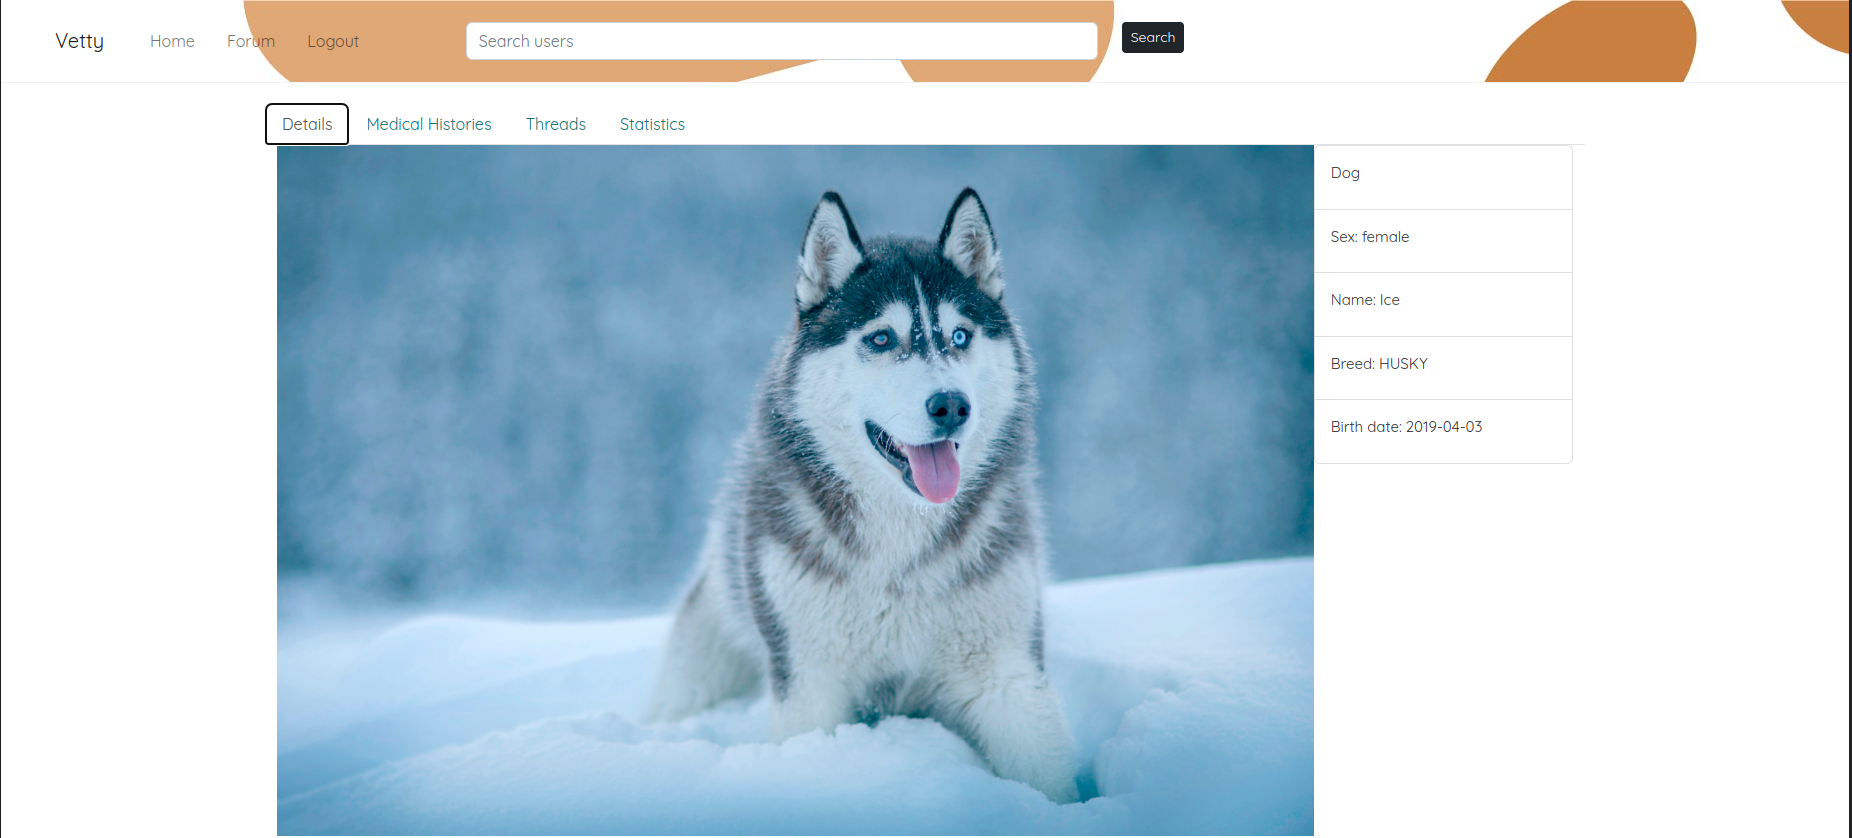 Vetty Home Forum Logout Search users Search
Details Medical Histories Threads Statistics
Dog
Sex: female
Name: Ice
Breed: HUSKY
Birth date: 2019-04-03